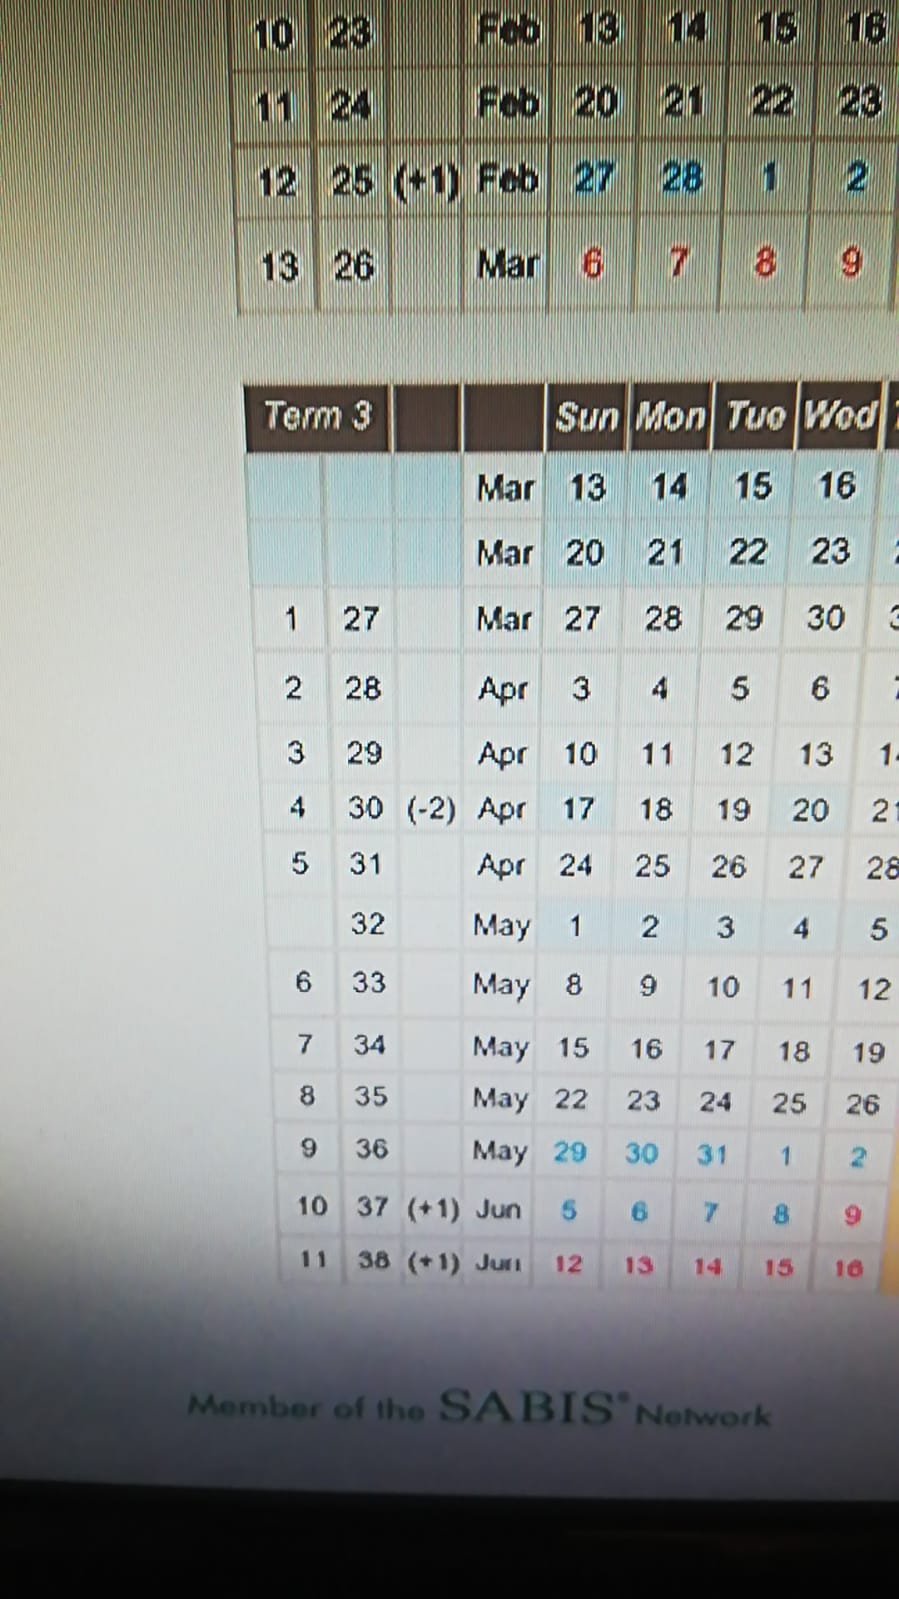 10 23 Feb 13 14 15 16
11 24 Feb 20 21 22 23
12 25 (+1) Feb 27 28 1 2
13 26 Mar 6 7 8 9
Term 3 Sun Mon Tue Wed
Mar 13 14 15 16
Mar 20 21 22 23
1 27 Mar 27 28 29 30
2 28 Apr 3 4 5 6
3 29 Apr 10 11 12 13
4 30 (-2) Apr 17 18 19 20 21
5 31 Apr 24 25 26 27 28
32 May 1 2 3 4 5
6 33 May 8 9 10 11 12
7 34 May 15 16 17 18 19
8 35 May 22 23 24 25 26
9 36 May 29 30 31 1 2
10 37 (+1) Jun 5 6 7 8 9
11 38 (+1) Jun 12 13 14 15 16
Member of the SABIS® Network